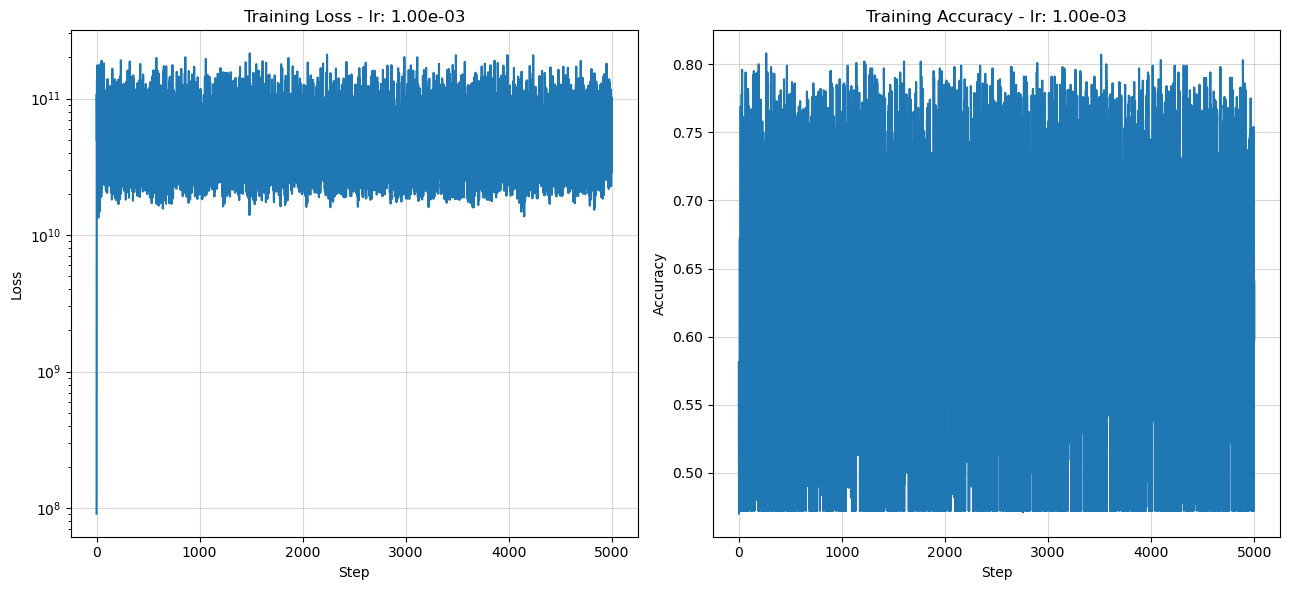 Training Loss - lr: 1.00e-03
Loss
10¹¹
10¹⁰
10⁹
10⁸
0 1000 2000 3000 4000 5000
Step
Training Accuracy - lr: 1.00e-03
Accuracy
0.80
0.75
0.70
0.65
0.60
0.55
0.50
0 1000 2000 3000 4000 5000
Step